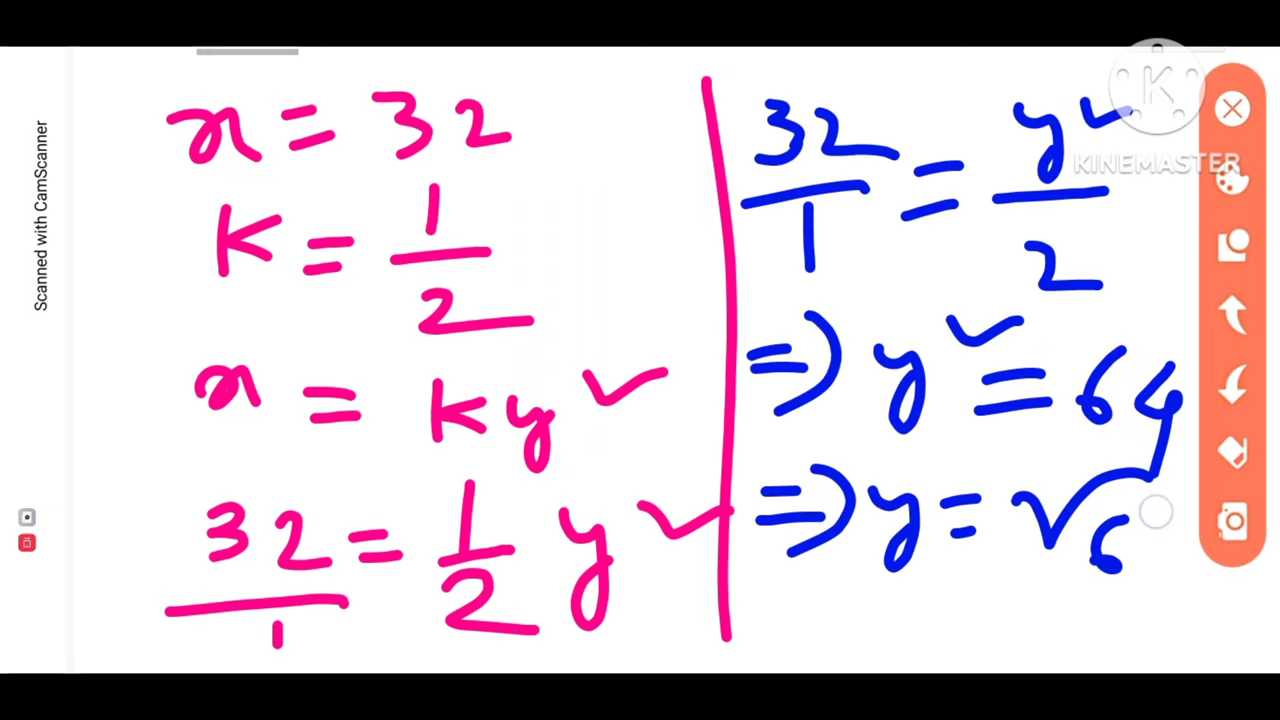 Scanned with CamScanner
x = 32
K = 1/2
x = Ky²
32/1 = 1/2 y²
32/1 = y²/2
⇒ y² = 64
⇒ y = √6
K
KINEMASTER